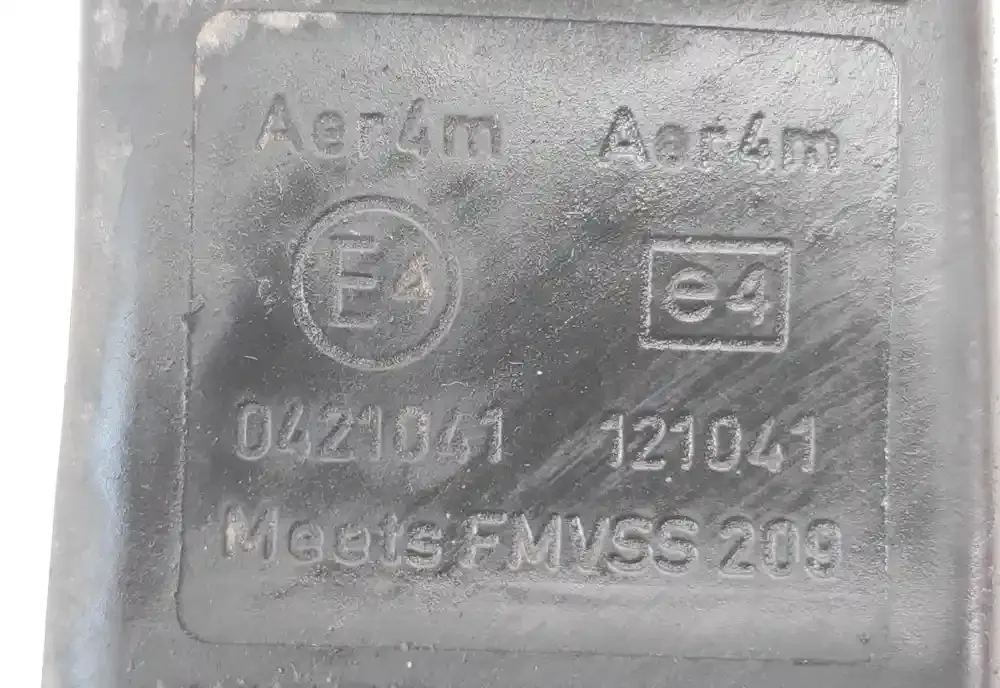 Aer4m Aer4m
E4 e4
0421041 121041
Meets FMVSS 209